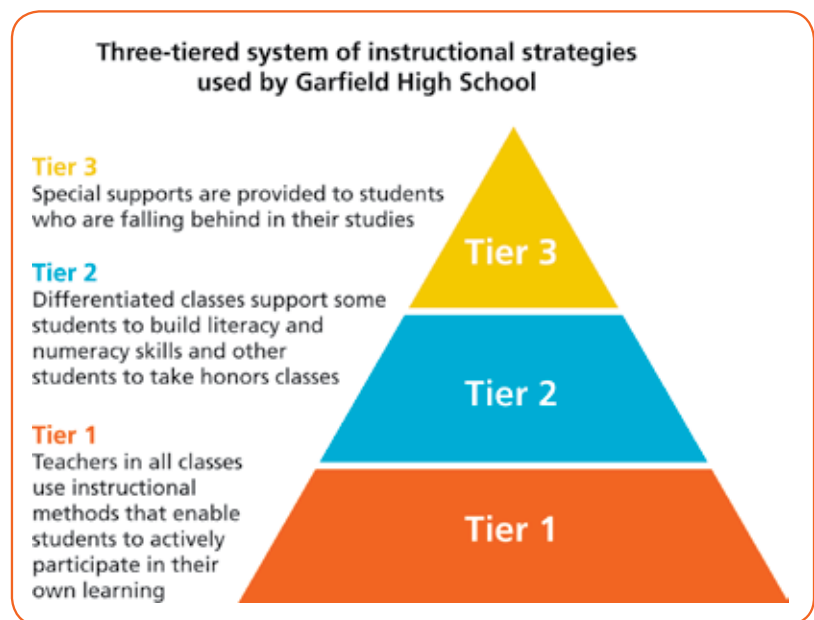 Three-tiered system of instructional strategies
used by Garfield High School
Tier 3
Special supports are provided to students
who are falling behind in their studies
Tier 2
Differentiated classes support some
students to build literacy and
numeracy skills and other
students to take honors classes
Tier 1
Teachers in all classes
use instructional
methods that enable
students to actively
participate in their
own learning
Tier 3
Tier 2
Tier 1